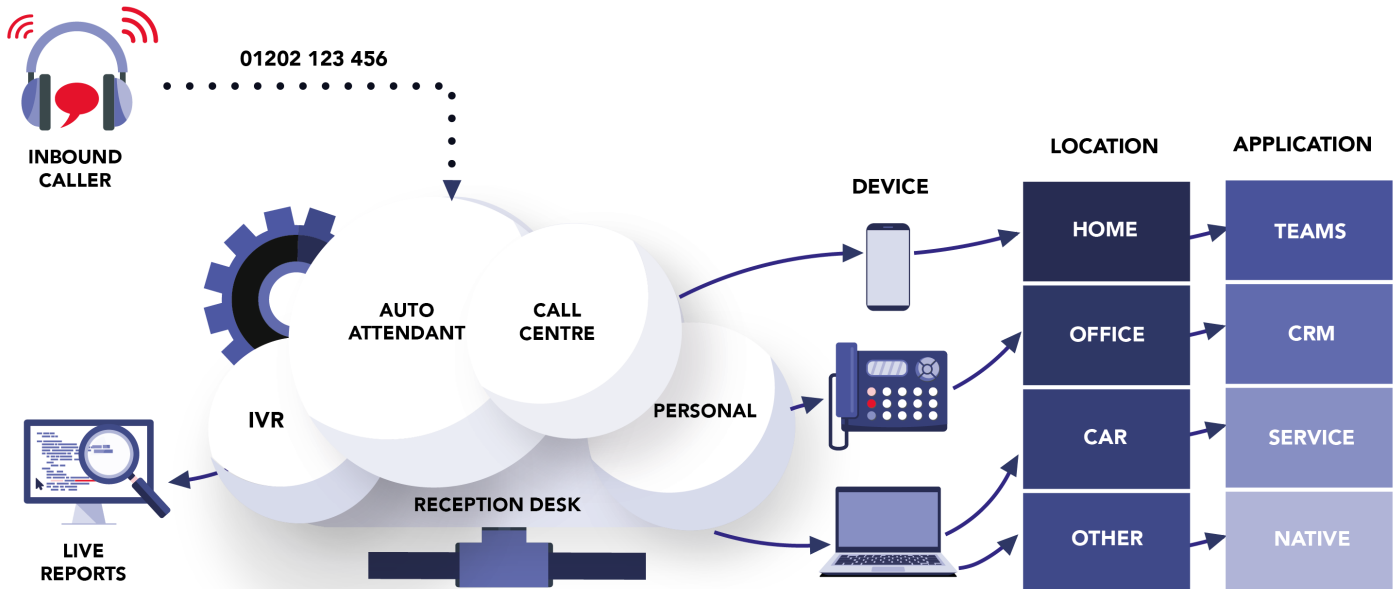 01202 123 456
INBOUND
CALLER
DEVICE
LOCATION
APPLICATION
HOME
TEAMS
AUTO
ATTENDANT
CALL
CENTRE
OFFICE
CRM
IVR
PERSONAL
CAR
SERVICE
RECEPTION DESK
OTHER
NATIVE
LIVE
REPORTS